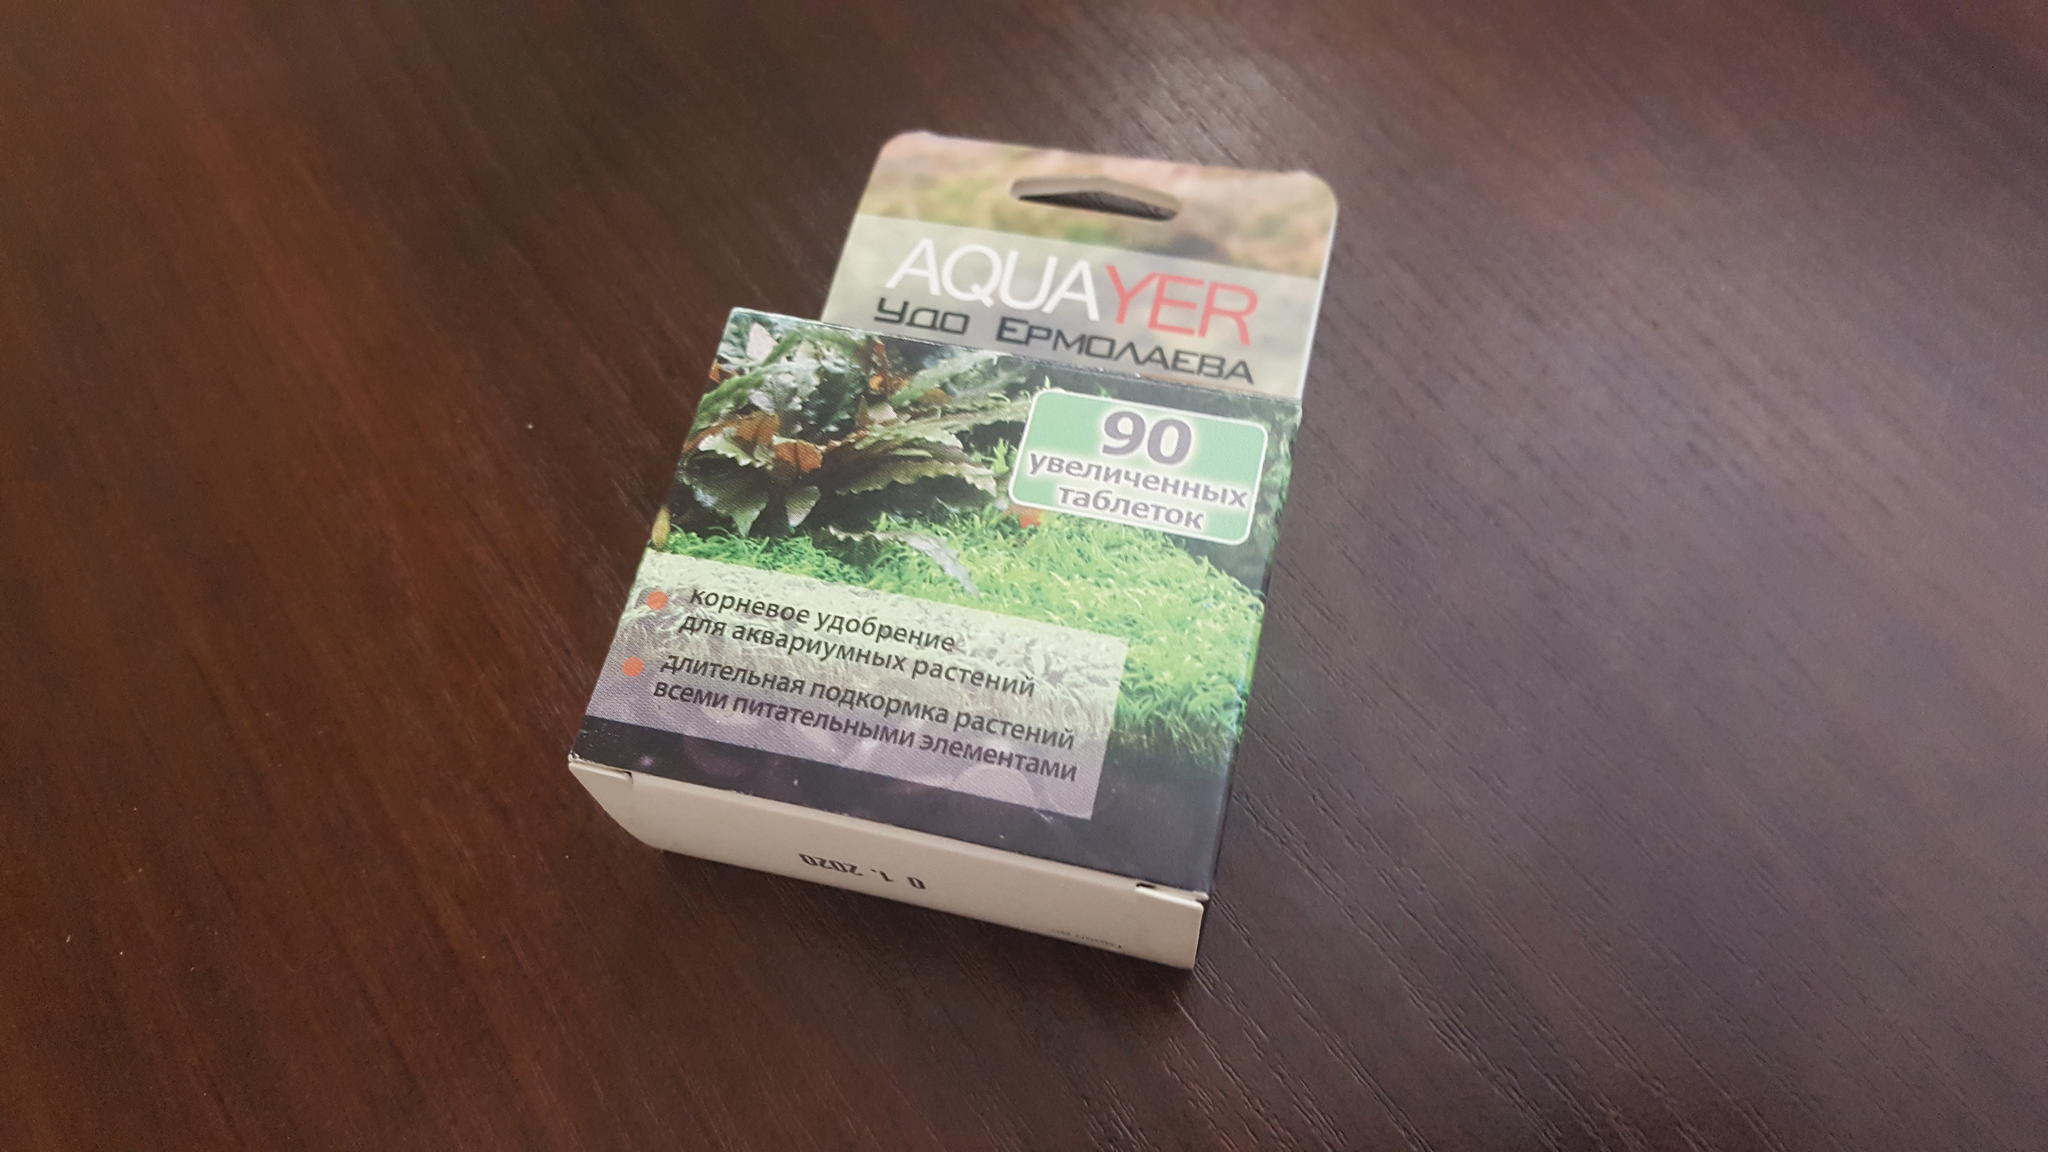 AQUAYER
Удо Ермолаева
90
увеличенных
таблеток
корневое удобрение
для аквариумных растений
длительная подкормка растений
всеми питательными элементами
01.2020